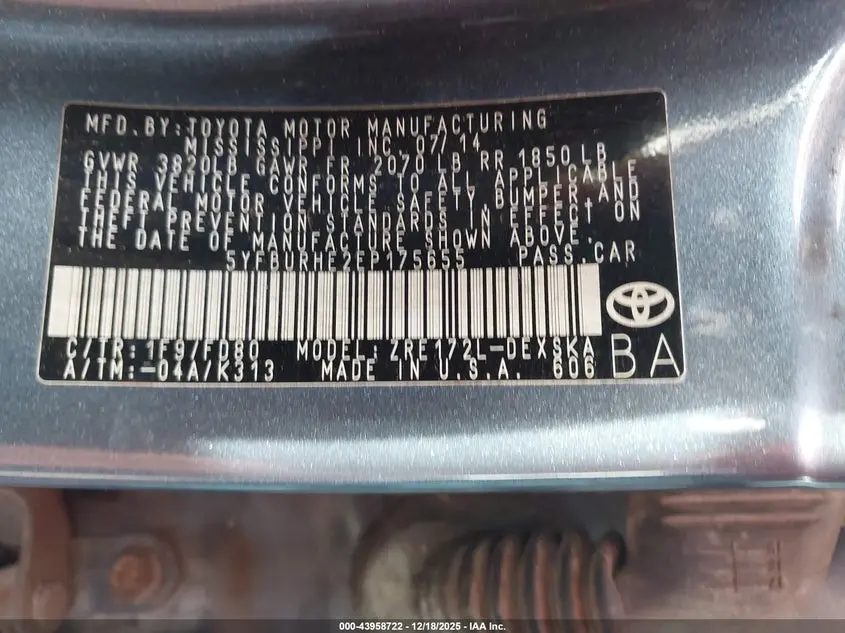 MFD.BY:TOYOTA MOTOR MANUFACTURING
MISSISSIPPI INC.07/14
GVWR 3820LB GAWR FR 2070 LB RR 1850 LB
THIS VEHICLE CONFORMS TO ALL APPLICABLE
FEDERAL MOTOR VEHICLE SAFETY, BUMPER AND
THEFT PREVENTION STANDARDS IN EFFECT ON
THE DATE OF MANUFACTURE SHOWN ABOVE.
5YFBURHE2EP175655 PASS.CAR
C/TR:1F9/FD80 MODEL:ZRE172L-DEXSKA
A/TM:-04A/K313 MADE IN U.S.A. 606
BA
000-43958722 - 12/18/2025 - IAA Inc.